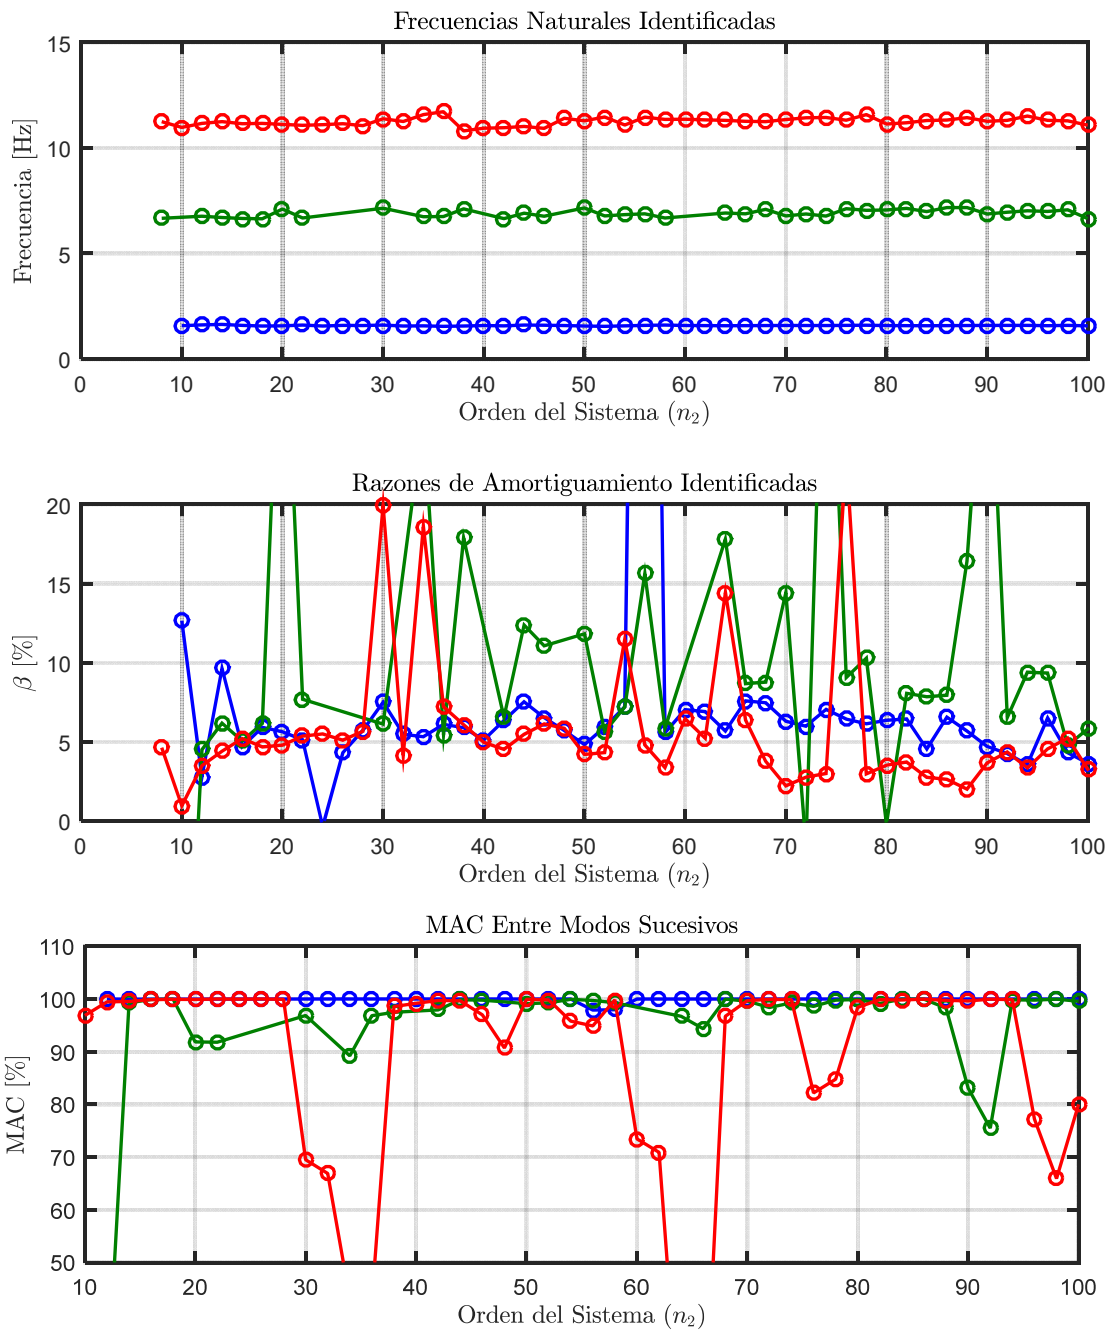 Frecuencias Naturales Identificadas
15
10
5
0
Frecuencia [Hz]
0 10 20 30 40 50 60 70 80 90 100
Orden del Sistema (n₂)
Razones de Amortiguamiento Identificadas
20
15
10
5
0
β [%]
0 10 20 30 40 50 60 70 80 90 100
Orden del Sistema (n₂)
MAC Entre Modos Sucesivos
110
100
90
80
70
60
50
MAC [%]
10 20 30 40 50 60 70 80 90 100
Orden del Sistema (n₂)